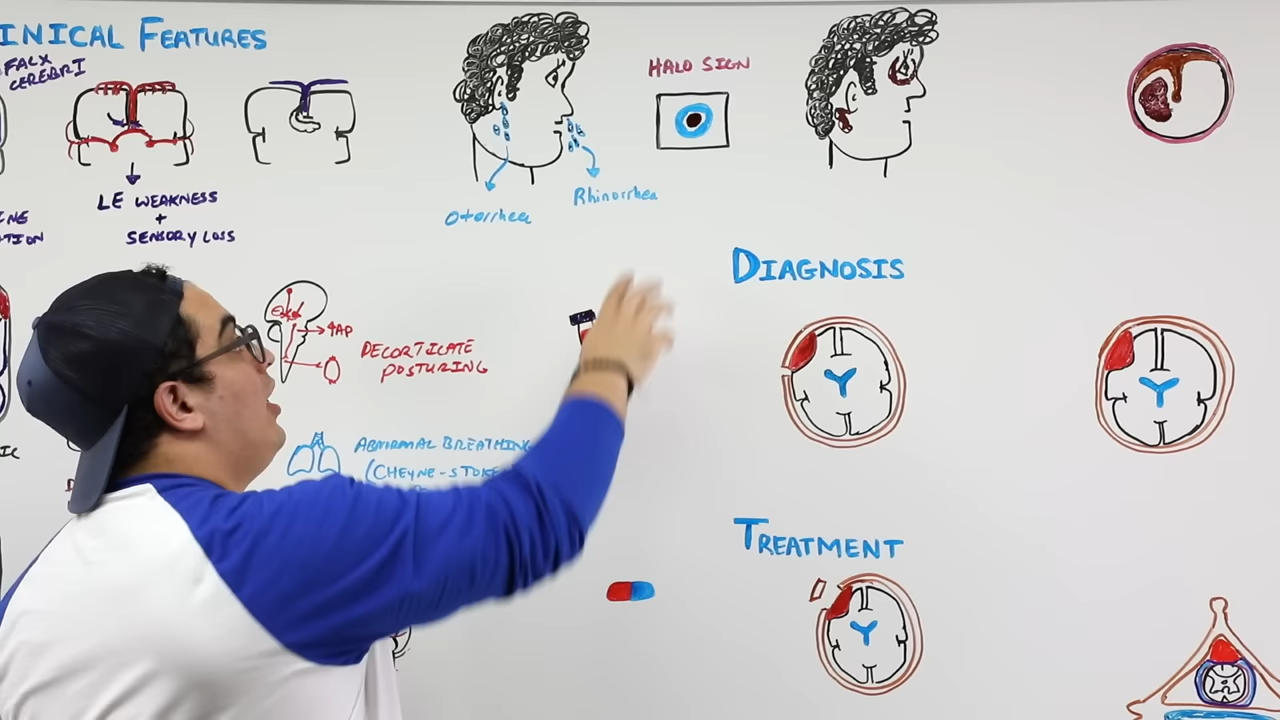 INICAL FEATURES
FALX
CEREBRI
LE WEAKNESS
+
SENSORY LOSS
Otorrhea
Rhinorrhea
HALO SIGN
DIAGNOSIS
DECORTICATE
POSTURING
ABNORMAL BREATHING
(CHEYNE-STOKE
TREATMENT